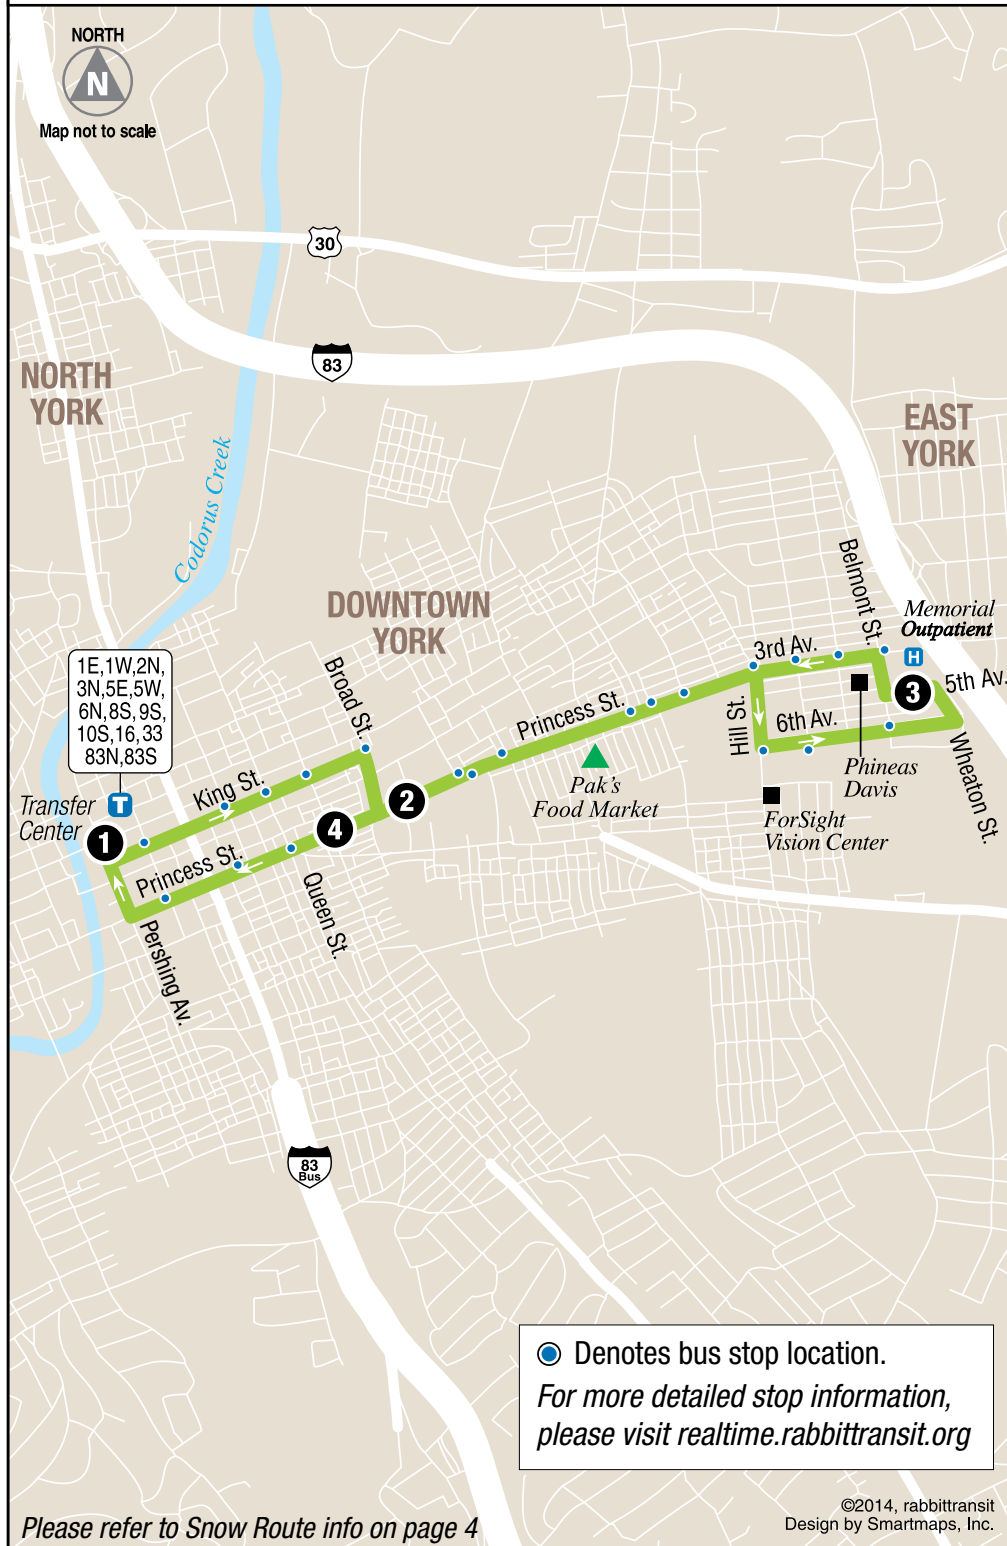 NORTH
N
Map not to scale
30
83
NORTH
YORK
EAST
YORK
Codorus Creek
DOWNTOWN
YORK
Belmont St.
Memorial
Outpatient
H
1E,1W,2N,
3N,5E,5W,
6N,8S,9S,
10S,16,33
83N,83S
Broad St.
3rd Av.
5th Av.
3
Princess St.
Hill St.
6th Av.
Wheaton St.
Phineas
Davis
Pak's
Food Market
ForSight
Vision Center
Transfer
Center
T
King St.
2
4
1
Princess St.
Queen St.
Pershing Av.
83
Bus
Denotes bus stop location.
For more detailed stop information,
please visit realtime.rabbittransit.org
©2014, rabbittransit
Design by Smartmaps, Inc.
Please refer to Snow Route info on page 4